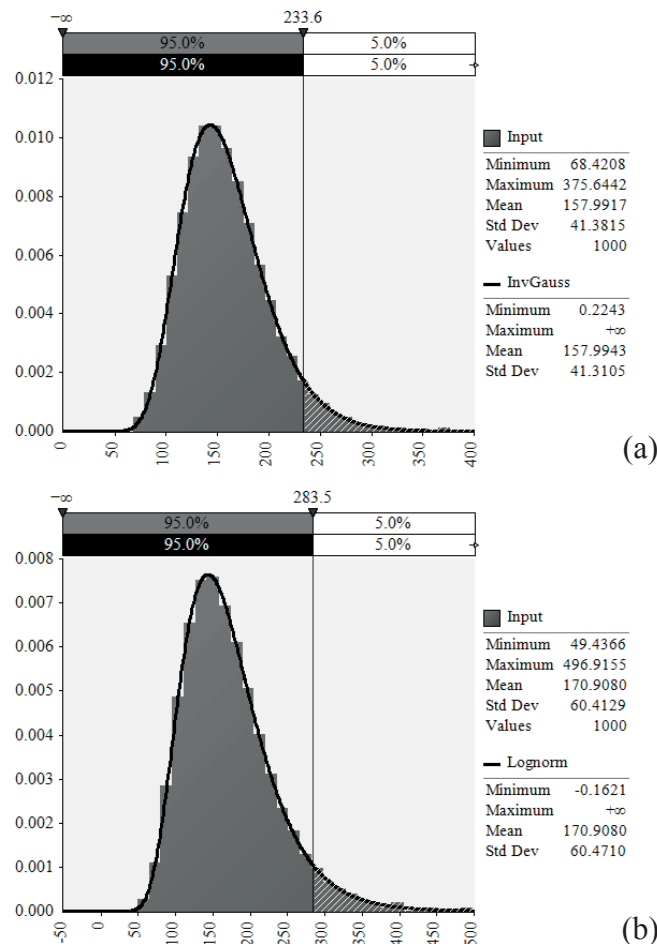 −∞ 233.6
95.0% 5.0%
95.0% 5.0%
0.012
0.010
0.008
0.006
0.004
0.002
0.000
0 50 100 150 200 250 300 350 400
Input
Minimum 68.4208
Maximum 375.6442
Mean 157.9917
Std Dev 41.3815
Values 1000
InvGauss
Minimum 0.2243
Maximum +∞
Mean 157.9943
Std Dev 41.3105
(a)
−∞ 283.5
95.0% 5.0%
95.0% 5.0%
0.008
0.007
0.006
0.005
0.004
0.003
0.002
0.001
0.000
-50 0 50 100 150 200 250 300 350 400 450 500
Input
Minimum 49.4366
Maximum 496.9155
Mean 170.9080
Std Dev 60.4129
Values 1000
Lognorm
Minimum -0.1621
Maximum +∞
Mean 170.9080
Std Dev 60.4710
(b)